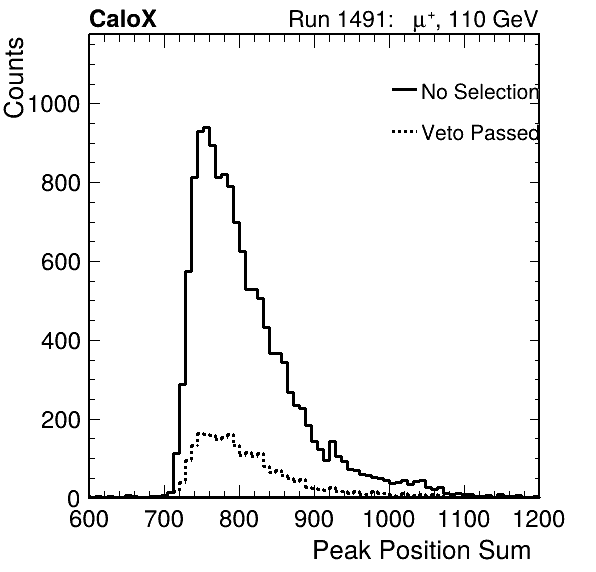 CaloX Run 1491: μ⁺, 110 GeV
Counts
No Selection
Veto Passed
1000
800
600
400
200
0
600 700 800 900 1000 1100 1200
Peak Position Sum